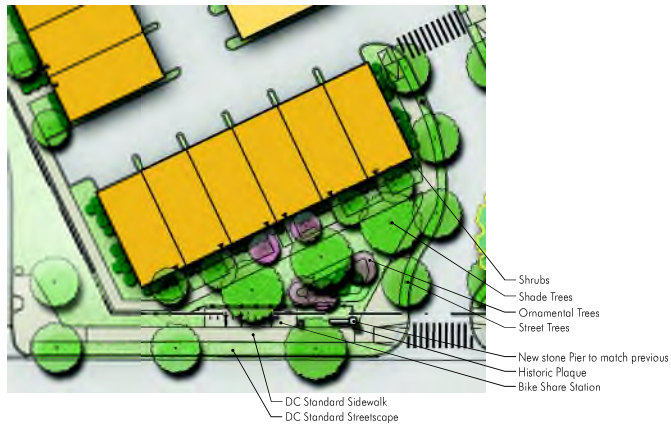 Shrubs
Shade Trees
Ornamental Trees
Street Trees
New stone Pier to match previous
Historic Plaque
Bike Share Station
DC Standard Sidewalk
DC Standard Streetscape